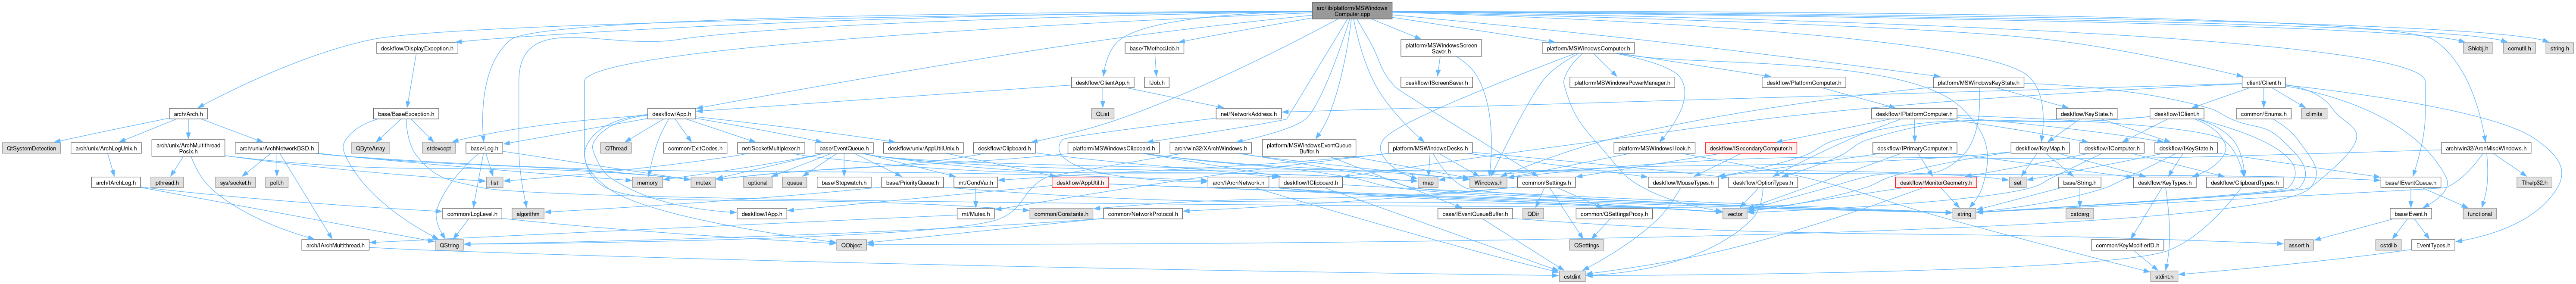 src/lib/platform/MSWindows
Computer.cpp
deskflow/DisplayException.h
base/TMethodJob.h
platform/MSWindowsScreen
Saver.h
platform/MSWindowsComputer.h
Shlobj.h
comutil.h
string.h
deskflow/ClientApp.h
IJob.h
deskflow/IScreenSaver.h
platform/MSWindowsPowerManager.h
deskflow/PlatformComputer.h
platform/MSWindowsKeyState.h
client/Client.h
arch/Arch.h
base/BaseException.h
deskflow/App.h
QList
net/NetworkAddress.h
deskflow/IPlatformComputer.h
deskflow/KeyState.h
deskflow/IClient.h
common/Enums.h
climits
QtSystemDetection
arch/unix/ArchLogUnix.h
arch/unix/ArchMultithread
Posix.h
arch/unix/ArchNetworkBSD.h
QByteArray
stdexcept
base/Log.h
QThread
common/ExitCodes.h
net/SocketMultiplexer.h
base/EventQueue.h
deskflow/unix/AppUtilUnix.h
deskflow/Clipboard.h
platform/MSWindowsClipboard.h
arch/win32/XArchWindows.h
platform/MSWindowsEventQueue
Buffer.h
platform/MSWindowsDesks.h
platform/MSWindowsHook.h
deskflow/ISecondaryComputer.h
deskflow/IPrimaryComputer.h
deskflow/KeyMap.h
deskflow/IComputer.h
deskflow/IKeyState.h
arch/win32/ArchMiscWindows.h
arch/IArchLog.h
pthread.h
sys/socket.h
poll.h
list
memory
mutex
optional
queue
base/Stopwatch.h
base/PriorityQueue.h
mt/CondVar.h
deskflow/AppUtil.h
arch/IArchNetwork.h
deskflow/IClipboard.h
map
Windows.h
common/Settings.h
deskflow/MouseTypes.h
deskflow/OptionTypes.h
deskflow/MonitorGeometry.h
set
base/String.h
deskflow/KeyTypes.h
deskflow/ClipboardTypes.h
base/IEventQueue.h
Tlhelp32.h
common/LogLevel.h
algorithm
deskflow/IApp.h
mt/Mutex.h
common/Constants.h
common/NetworkProtocol.h
vector
base/IEventQueueBuffer.h
QDir
common/QSettingsProxy.h
string
cstdarg
base/Event.h
functional
arch/IArchMultithread.h
QString
QObject
QSettings
common/KeyModifierID.h
assert.h
cstdlib
EventTypes.h
cstdint
stdint.h